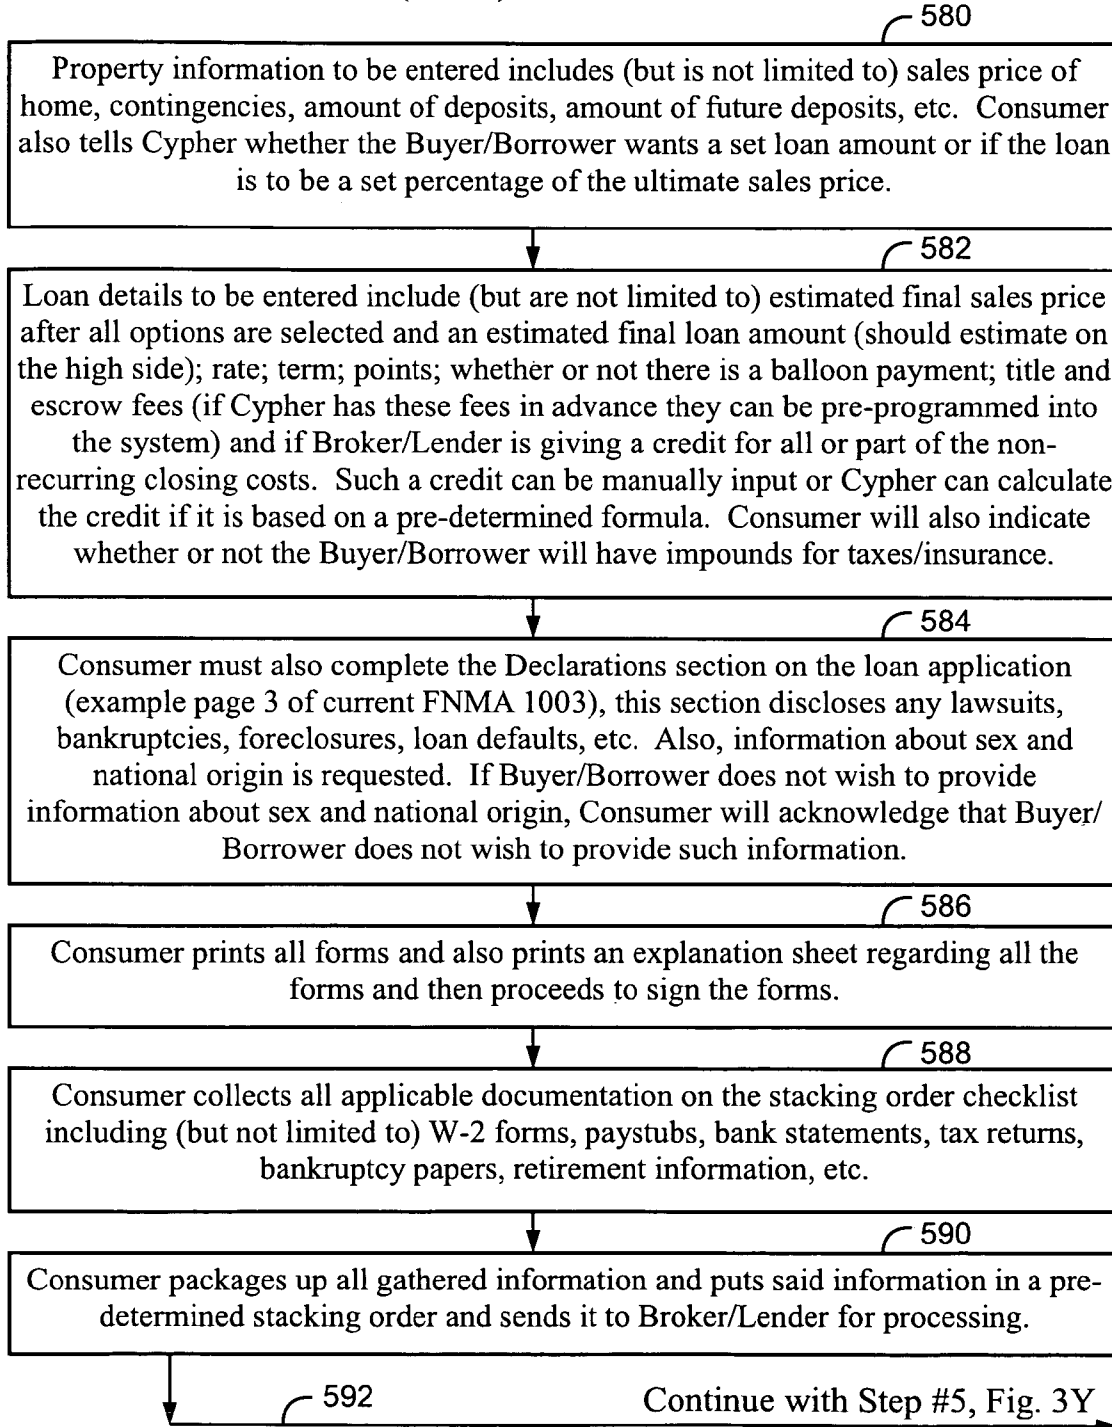 580
Property information to be entered includes (but is not limited to) sales price of
home, contingencies, amount of deposits, amount of future deposits, etc. Consumer
also tells Cypher whether the Buyer/Borrower wants a set loan amount or if the loan
is to be a set percentage of the ultimate sales price.
582
Loan details to be entered include (but are not limited to) estimated final sales price
after all options are selected and an estimated final loan amount (should estimate on
the high side); rate; term; points; whether or not there is a balloon payment; title and
escrow fees (if Cypher has these fees in advance they can be pre-programmed into
the system) and if Broker/Lender is giving a credit for all or part of the non-
recurring closing costs. Such a credit can be manually input or Cypher can calculate
the credit if it is based on a pre-determined formula. Consumer will also indicate
whether or not the Buyer/Borrower will have impounds for taxes/insurance.
584
Consumer must also complete the Declarations section on the loan application
(example page 3 of current FNMA 1003), this section discloses any lawsuits,
bankruptcies, foreclosures, loan defaults, etc. Also, information about sex and
national origin is requested. If Buyer/Borrower does not wish to provide
information about sex and national origin, Consumer will acknowledge that Buyer/
Borrower does not wish to provide such information.
586
Consumer prints all forms and also prints an explanation sheet regarding all the
forms and then proceeds to sign the forms.
588
Consumer collects all applicable documentation on the stacking order checklist
including (but not limited to) W-2 forms, paystubs, bank statements, tax returns,
bankruptcy papers, retirement information, etc.
590
Consumer packages up all gathered information and puts said information in a pre-
determined stacking order and sends it to Broker/Lender for processing.
592
Continue with Step #5, Fig. 3Y